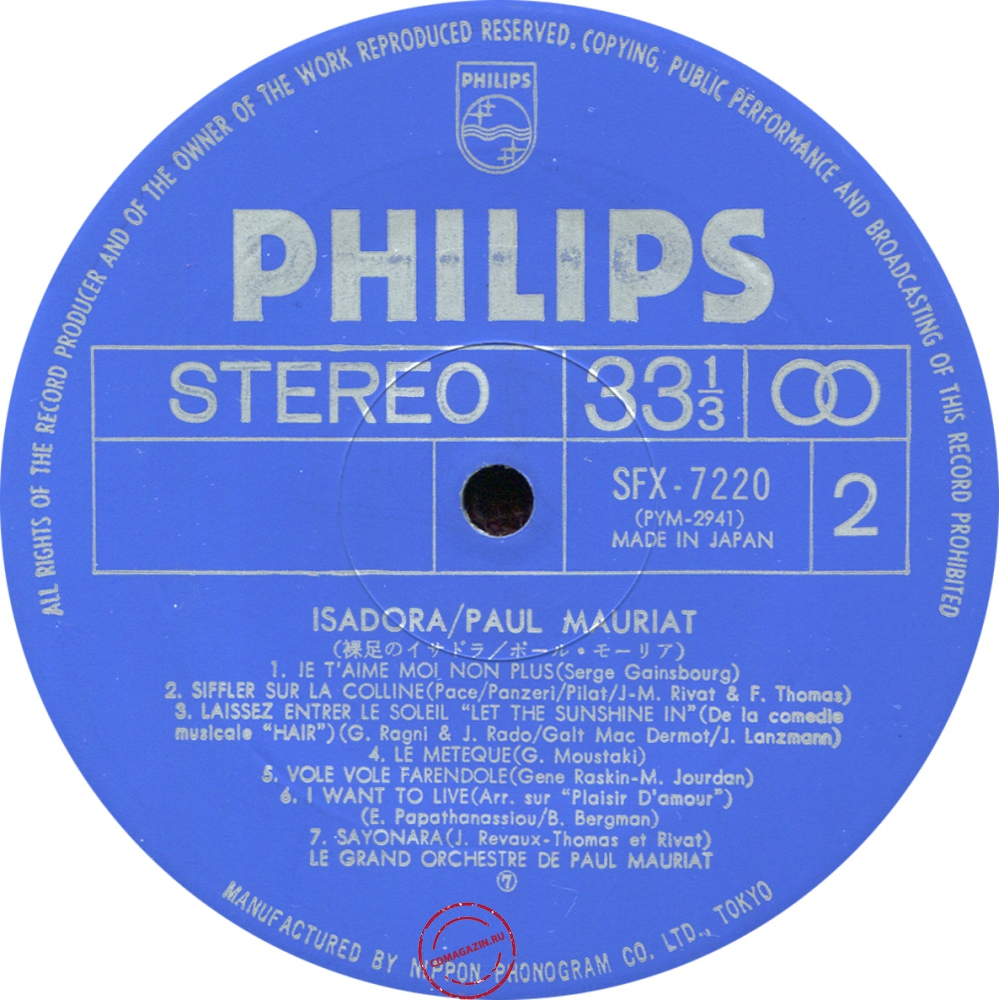 ALL RIGHTS OF THE RECORD PRODUCER AND OF THE OWNER OF THE WORK REPRODUCED RESERVED. COPYING, PUBLIC PERFORMANCE AND BROADCASTING OF THIS RECORD PROHIBITED
PHILIPS
PHILIPS
STEREO 33 1/3
SFX-7220 2
(PYM-2941)
MADE IN JAPAN
ISADORA/PAUL MAURIAT
(裸足のイサドラ/ポール・モーリア)
1. JE T'AIME MOI NON PLUS(Serge Gainsbourg)
2. SIFFLER SUR LA COLLINE(Pace/Panzeri/Pilat/J-M. Rivat & F. Thomas)
3. LAISSEZ ENTRER LE SOLEIL "LET THE SUNSHINE IN"(De la comedie
musicale "HAIR")(G. Ragni & J. Rado/Galt Mac Dermot/J. Lanzmann)
4. LE METEQUE(G. Moustaki)
5. VOLE VOLE FARENDOLE(Gene Raskin-M. Jourdan)
6. I WANT TO LIVE(Arr. sur "Plaisir D'amour")
(E. Papathanassiou/B. Bergman)
7. SAYONARA(J. Revaux-Thomas et Rivat)
LE GRAND ORCHESTRE DE PAUL MAURIAT
⑦
MANUFACTURED BY NIPPON PHONOGRAM CO. LTD., TOKYO
CDMAGAZIN.RU